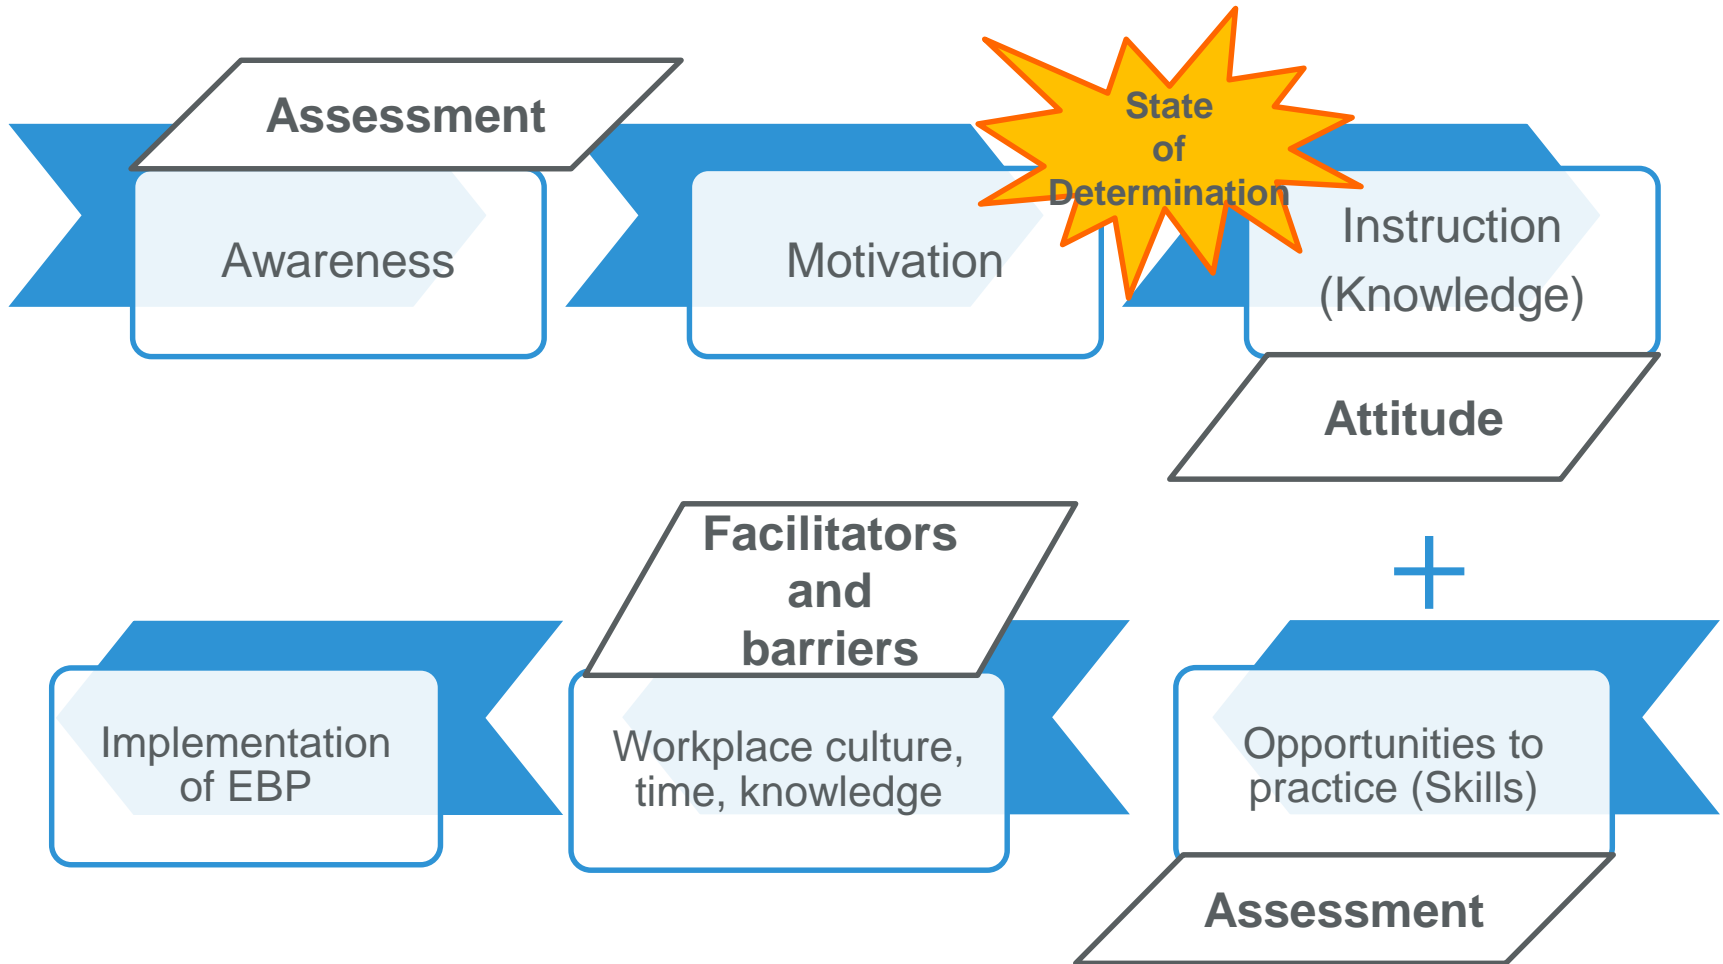 Assessment
Awareness
Motivation
State
of
Determination
Instruction
(Knowledge)
Attitude
+
Opportunities to
practice (Skills)
Assessment
Facilitators
and
barriers
Workplace culture,
time, knowledge
Implementation
of EBP